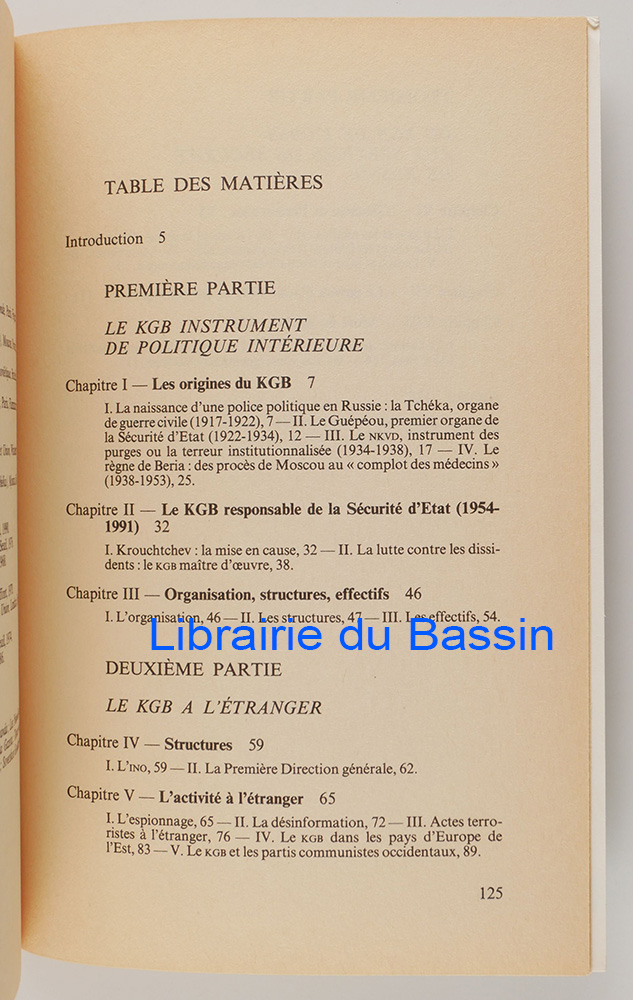 TABLE DES MATIÈRES
Introduction 5
PREMIÈRE PARTIE
LE KGB INSTRUMENT
DE POLITIQUE INTÉRIEURE
Chapitre I — Les origines du KGB 7
I. La naissance d'une police politique en Russie : la Tchéka, organe
de guerre civile (1917-1922), 7 — II. Le Guépéou, premier organe de
la Sécurité d'Etat (1922-1934), 12 — III. Le NKVD, instrument des
purges ou la terreur institutionnalisée (1934-1938), 17 — IV. Le
règne de Beria : des procès de Moscou au « complot des médecins »
(1938-1953), 25.
Chapitre II — Le KGB responsable de la Sécurité d'Etat (1954-
1991) 32
I. Krouchtchev : la mise en cause, 32 — II. La lutte contre les dissi-
dents : le KGB maître d'œuvre, 38.
Chapitre III — Organisation, structures, effectifs 46
I. L'organisation, 46 — II. Les structures, 47 — III. Les effectifs, 54.
Librairie du Bassin
DEUXIÈME PARTIE
LE KGB A L'ÉTRANGER
Chapitre IV — Structures 59
I. L'INO, 59 — II. La Première Direction générale, 62.
Chapitre V — L'activité à l'étranger 65
I. L'espionnage, 65 — II. La désinformation, 72 — III. Actes terro-
ristes à l'étranger, 76 — IV. Le KGB dans les pays d'Europe de
l'Est, 83 — V. Le KGB et les partis communistes occidentaux, 89.
125